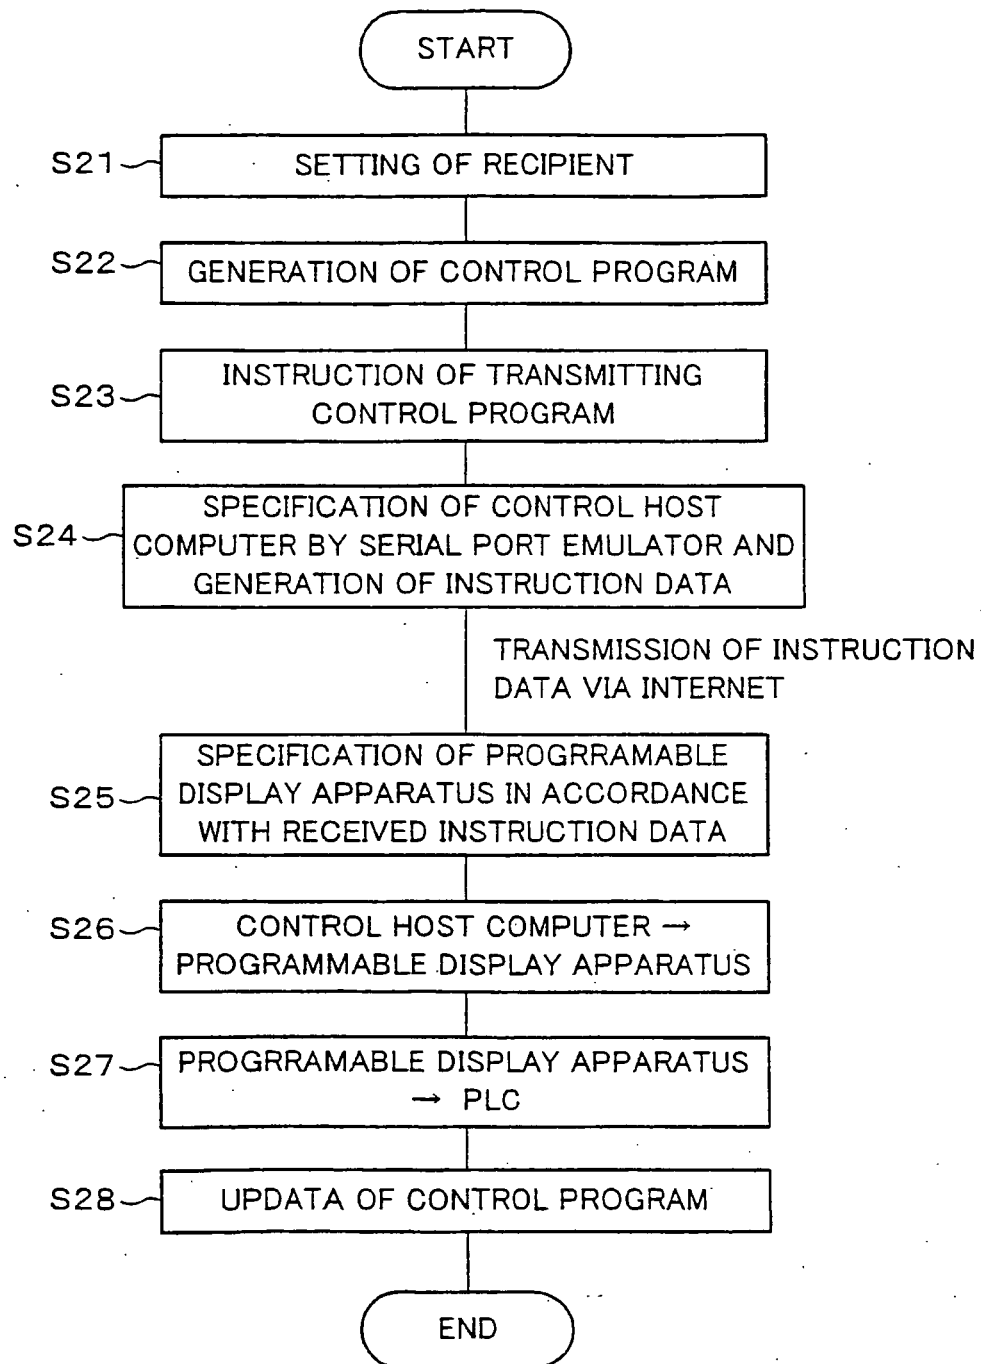 START
S21
SETTING OF RECIPIENT
S22
GENERATION OF CONTROL PROGRAM
S23
INSTRUCTION OF TRANSMITTING
CONTROL PROGRAM
S24
SPECIFICATION OF CONTROL HOST
COMPUTER BY SERIAL PORT EMULATOR AND
GENERATION OF INSTRUCTION DATA
TRANSMISSION OF INSTRUCTION
DATA VIA INTERNET
S25
SPECIFICATION OF PROGRRAMABLE
DISPLAY APPARATUS IN ACCORDANCE
WITH RECEIVED INSTRUCTION DATA
S26
CONTROL HOST COMPUTER →
PROGRAMMABLE DISPLAY APPARATUS
S27
PROGRRAMABLE DISPLAY APPARATUS
→ PLC
S28
UPDATA OF CONTROL PROGRAM
END